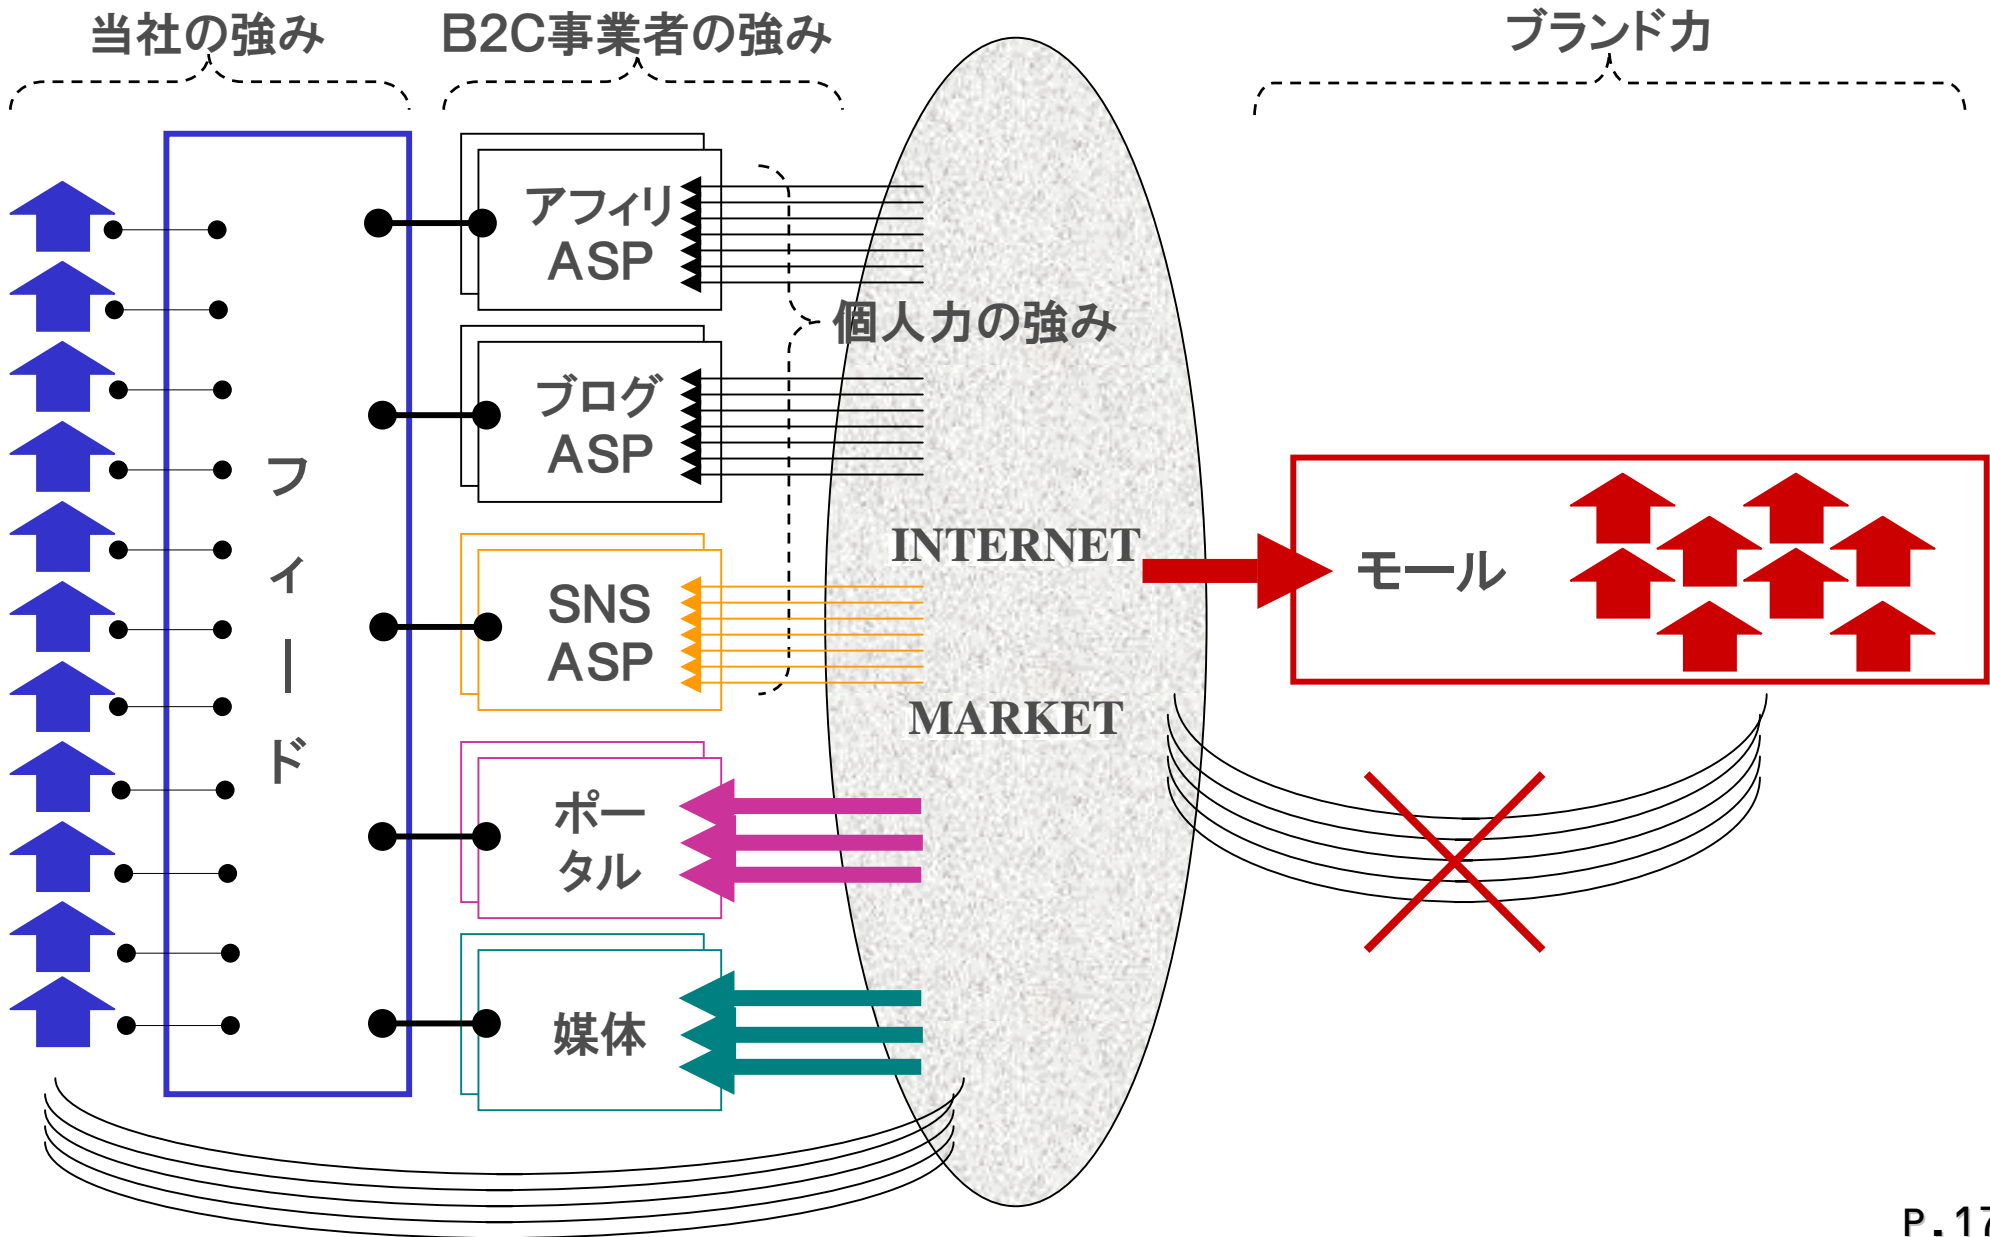 当社の強み
B2C事業者の強み
ブランド力
アフィリ
ASP
個人力の強み
ブログ
ASP
フィード
INTERNET
モール
SNS
ASP
MARKET
ポー
タル
媒体
P.17